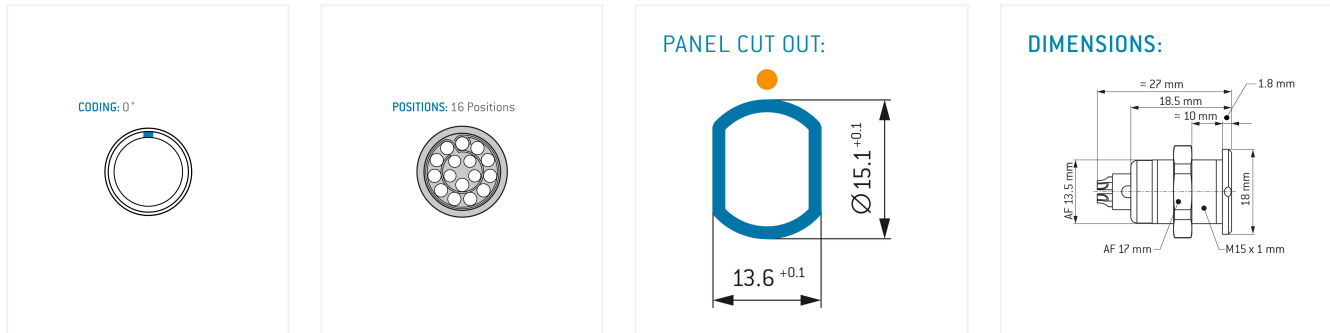 CODING: 0°
POSITIONS: 16 Positions
PANEL CUT OUT:
Ø15.1 +0.1
13.6 +0.1
DIMENSIONS:
≈ 27 mm
1.8 mm
18.5 mm
≈ 10 mm
AF 13.5 mm
18 mm
AF 17 mm
M15 x 1 mm